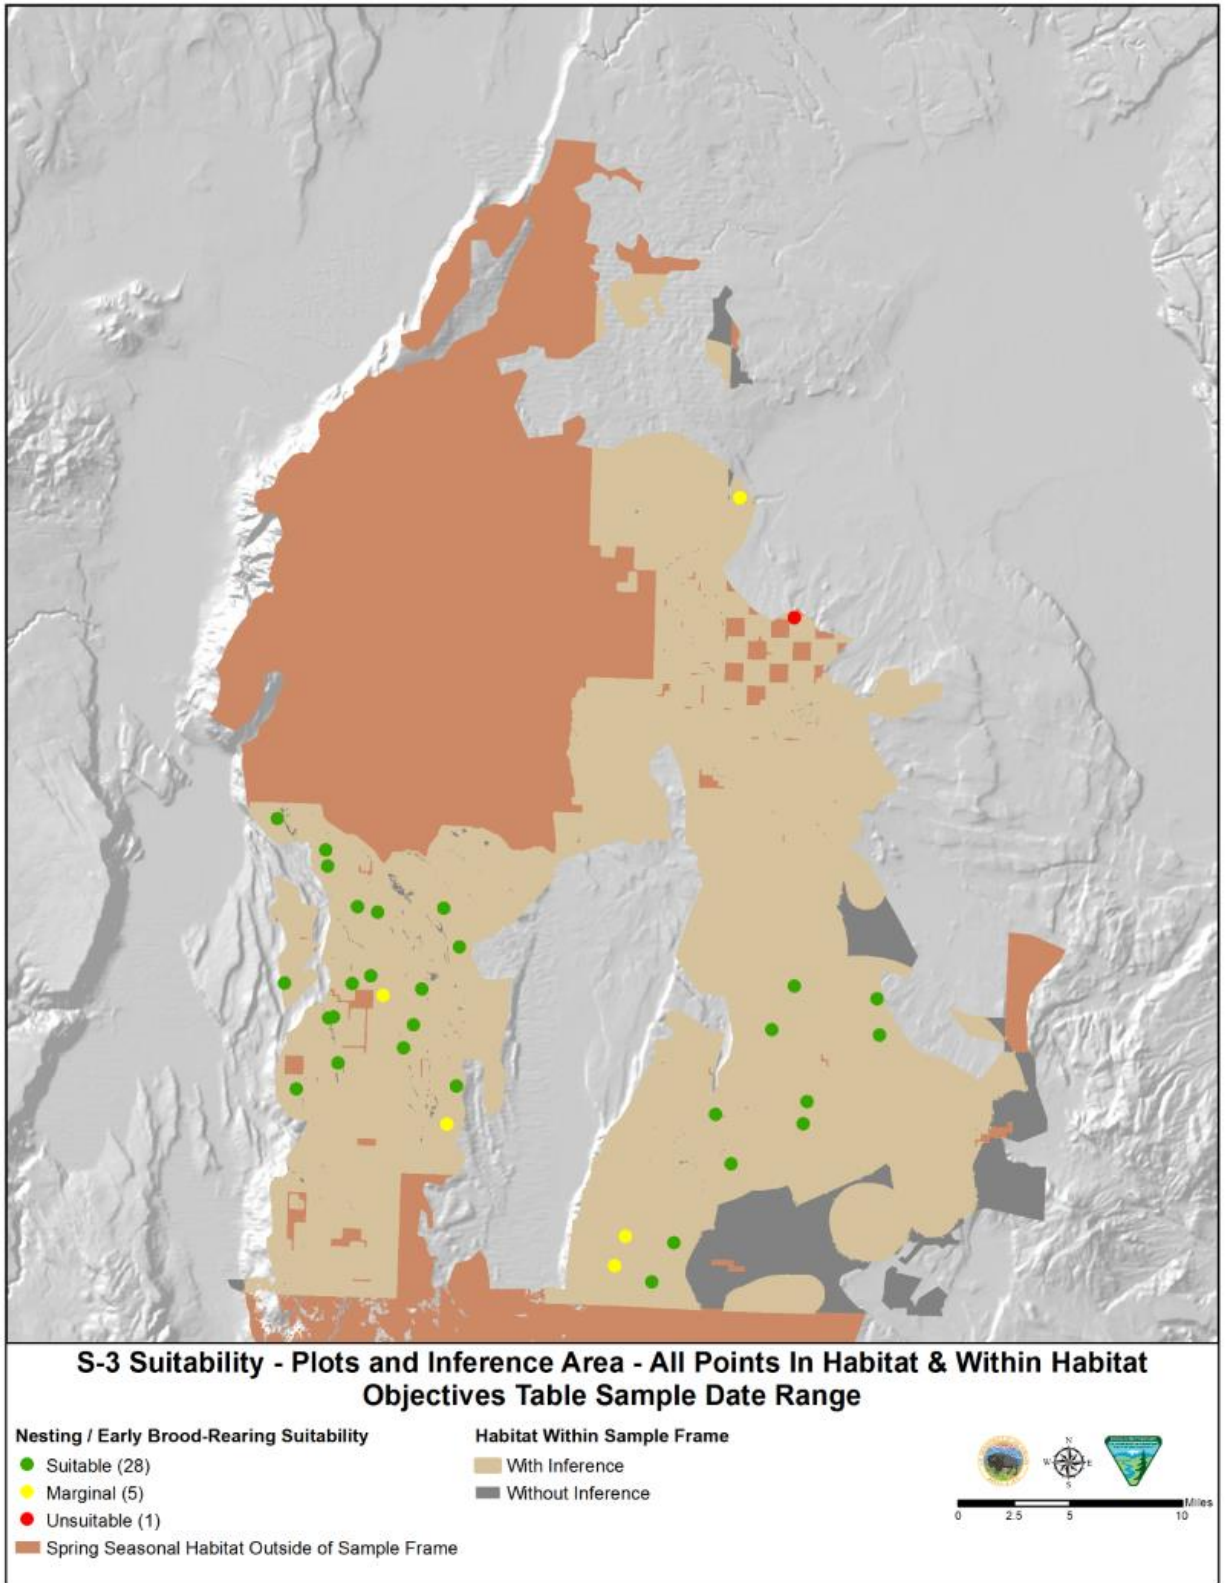 S-3 Suitability - Plots and Inference Area - All Points In Habitat & Within Habitat
Objectives Table Sample Date Range
Nesting / Early Brood-Rearing Suitability
Suitable (28)
Marginal (5)
Unsuitable (1)
Spring Seasonal Habitat Outside of Sample Frame
Habitat Within Sample Frame
With Inference
Without Inference
N
W E
S
Miles
0 2.5 5 10